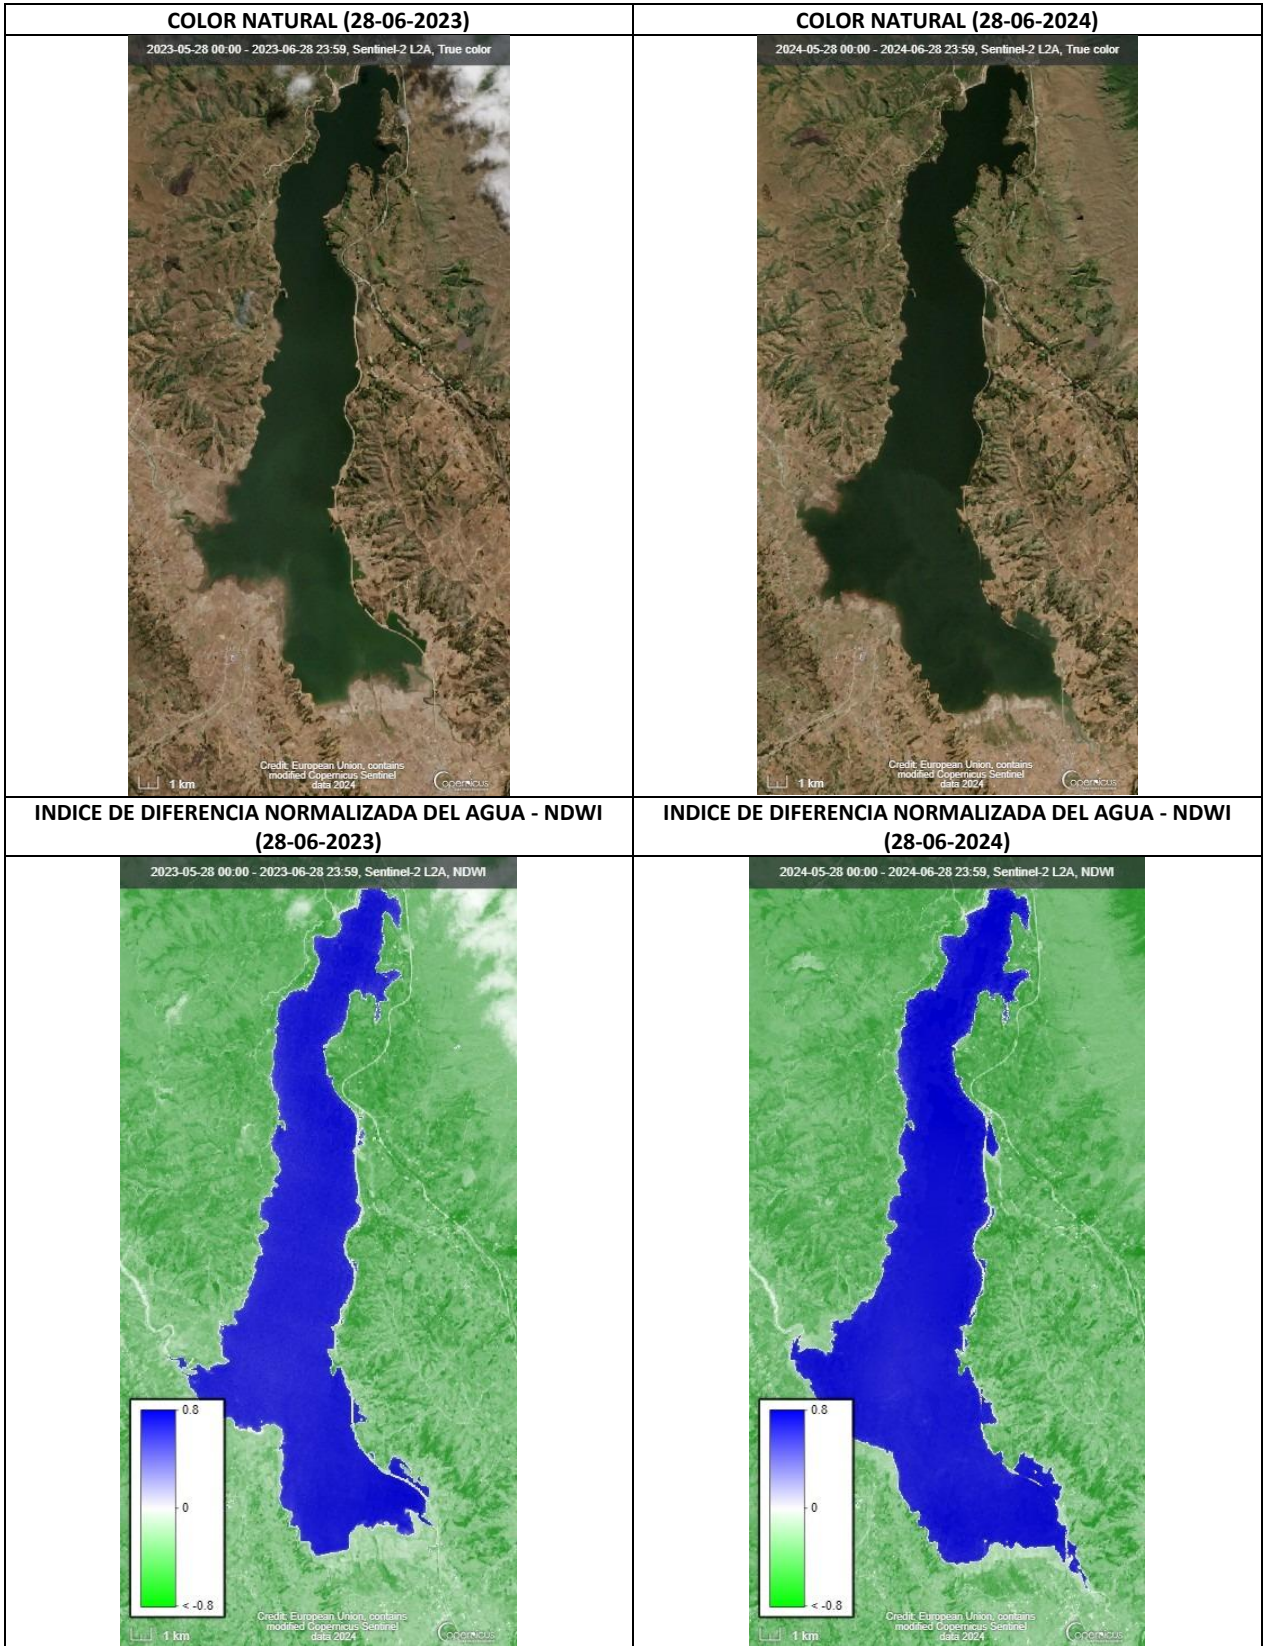 COLOR NATURAL (28-06-2023)
COLOR NATURAL (28-06-2024)
2023-05-28 00:00 - 2023-06-28 23:59, Sentinel-2 L2A, True color
2024-05-28 00:00 - 2024-06-28 23:59, Sentinel-2 L2A, True color
1 km
Credit: European Union, contains
modified Copernicus Sentinel
data 2024
opernicus
1 km
Credit: European Union, contains
modified Copernicus Sentinel
data 2024
opernicus
INDICE DE DIFERENCIA NORMALIZADA DEL AGUA - NDWI
(28-06-2023)
INDICE DE DIFERENCIA NORMALIZADA DEL AGUA - NDWI
(28-06-2024)
2023-05-28 00:00 - 2023-06-28 23:59, Sentinel-2 L2A, NDWI
2024-05-28 00:00 - 2024-06-28 23:59, Sentinel-2 L2A, NDWI
0.8
0
< -0.8
1 km
Credit: European Union, contains
modified Copernicus Sentinel
data 2024
opernicus
0.8
0
< -0.8
1 km
Credit: European Union, contains
modified Copernicus Sentinel
data 2024
opernicus